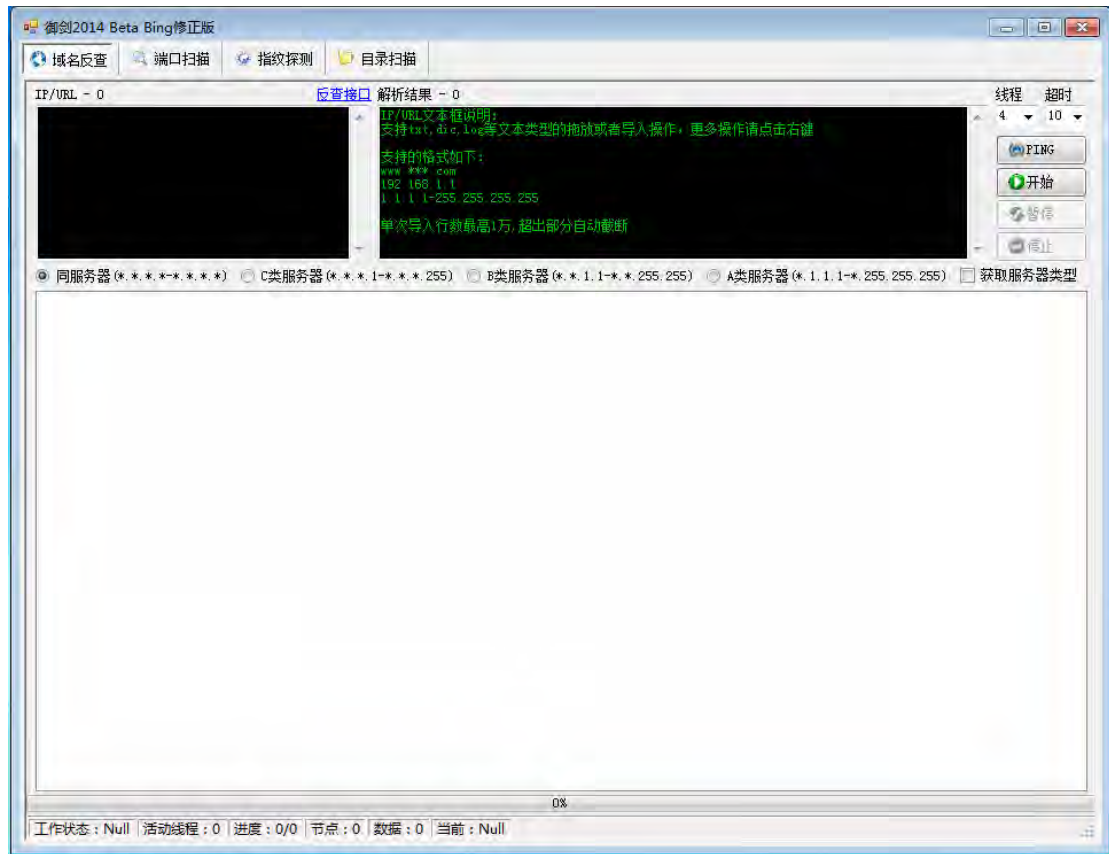 御剑2014 Beta Bing修正版
域名反查 端口扫描 指纹探测 目录扫描
IP/URL - 0 反查接口 解析结果 - 0 线程 超时
4 10
IP/URL文本框说明:
支持txt,dic,log等文本类型的拖放或者导入操作，更多操作请点击右键
支持的格式如下:
www.***.com
192.168.1.1
1.1.1.1-255.255.255.255
单次导入行数最高1万,超出部分自动截断
PING
开始
暂停
停止
同服务器(*.*.*.*-*.*.*.*) C类服务器(*.*.*.1-*.*.*.255) B类服务器(*.*.1.1-*.*.255.255) A类服务器(*.1.1.1-*.255.255.255) 获取服务器类型
0%
工作状态：Null 活动线程：0 进度：0/0 节点：0 数据：0 当前：Null